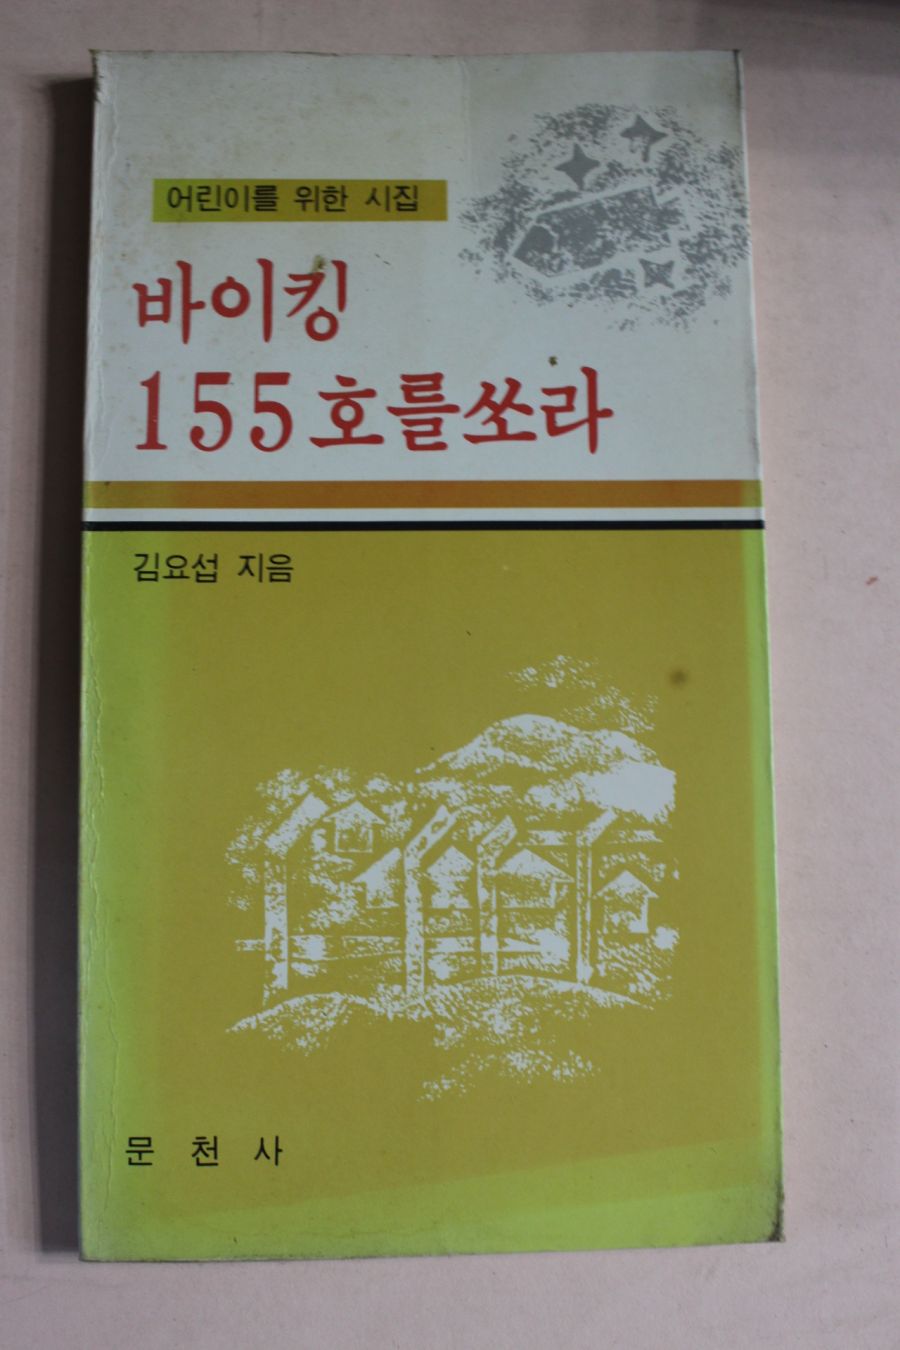 어린이를 위한 시집
바이킹
155호를쏘라
김요섭 지음
문천사